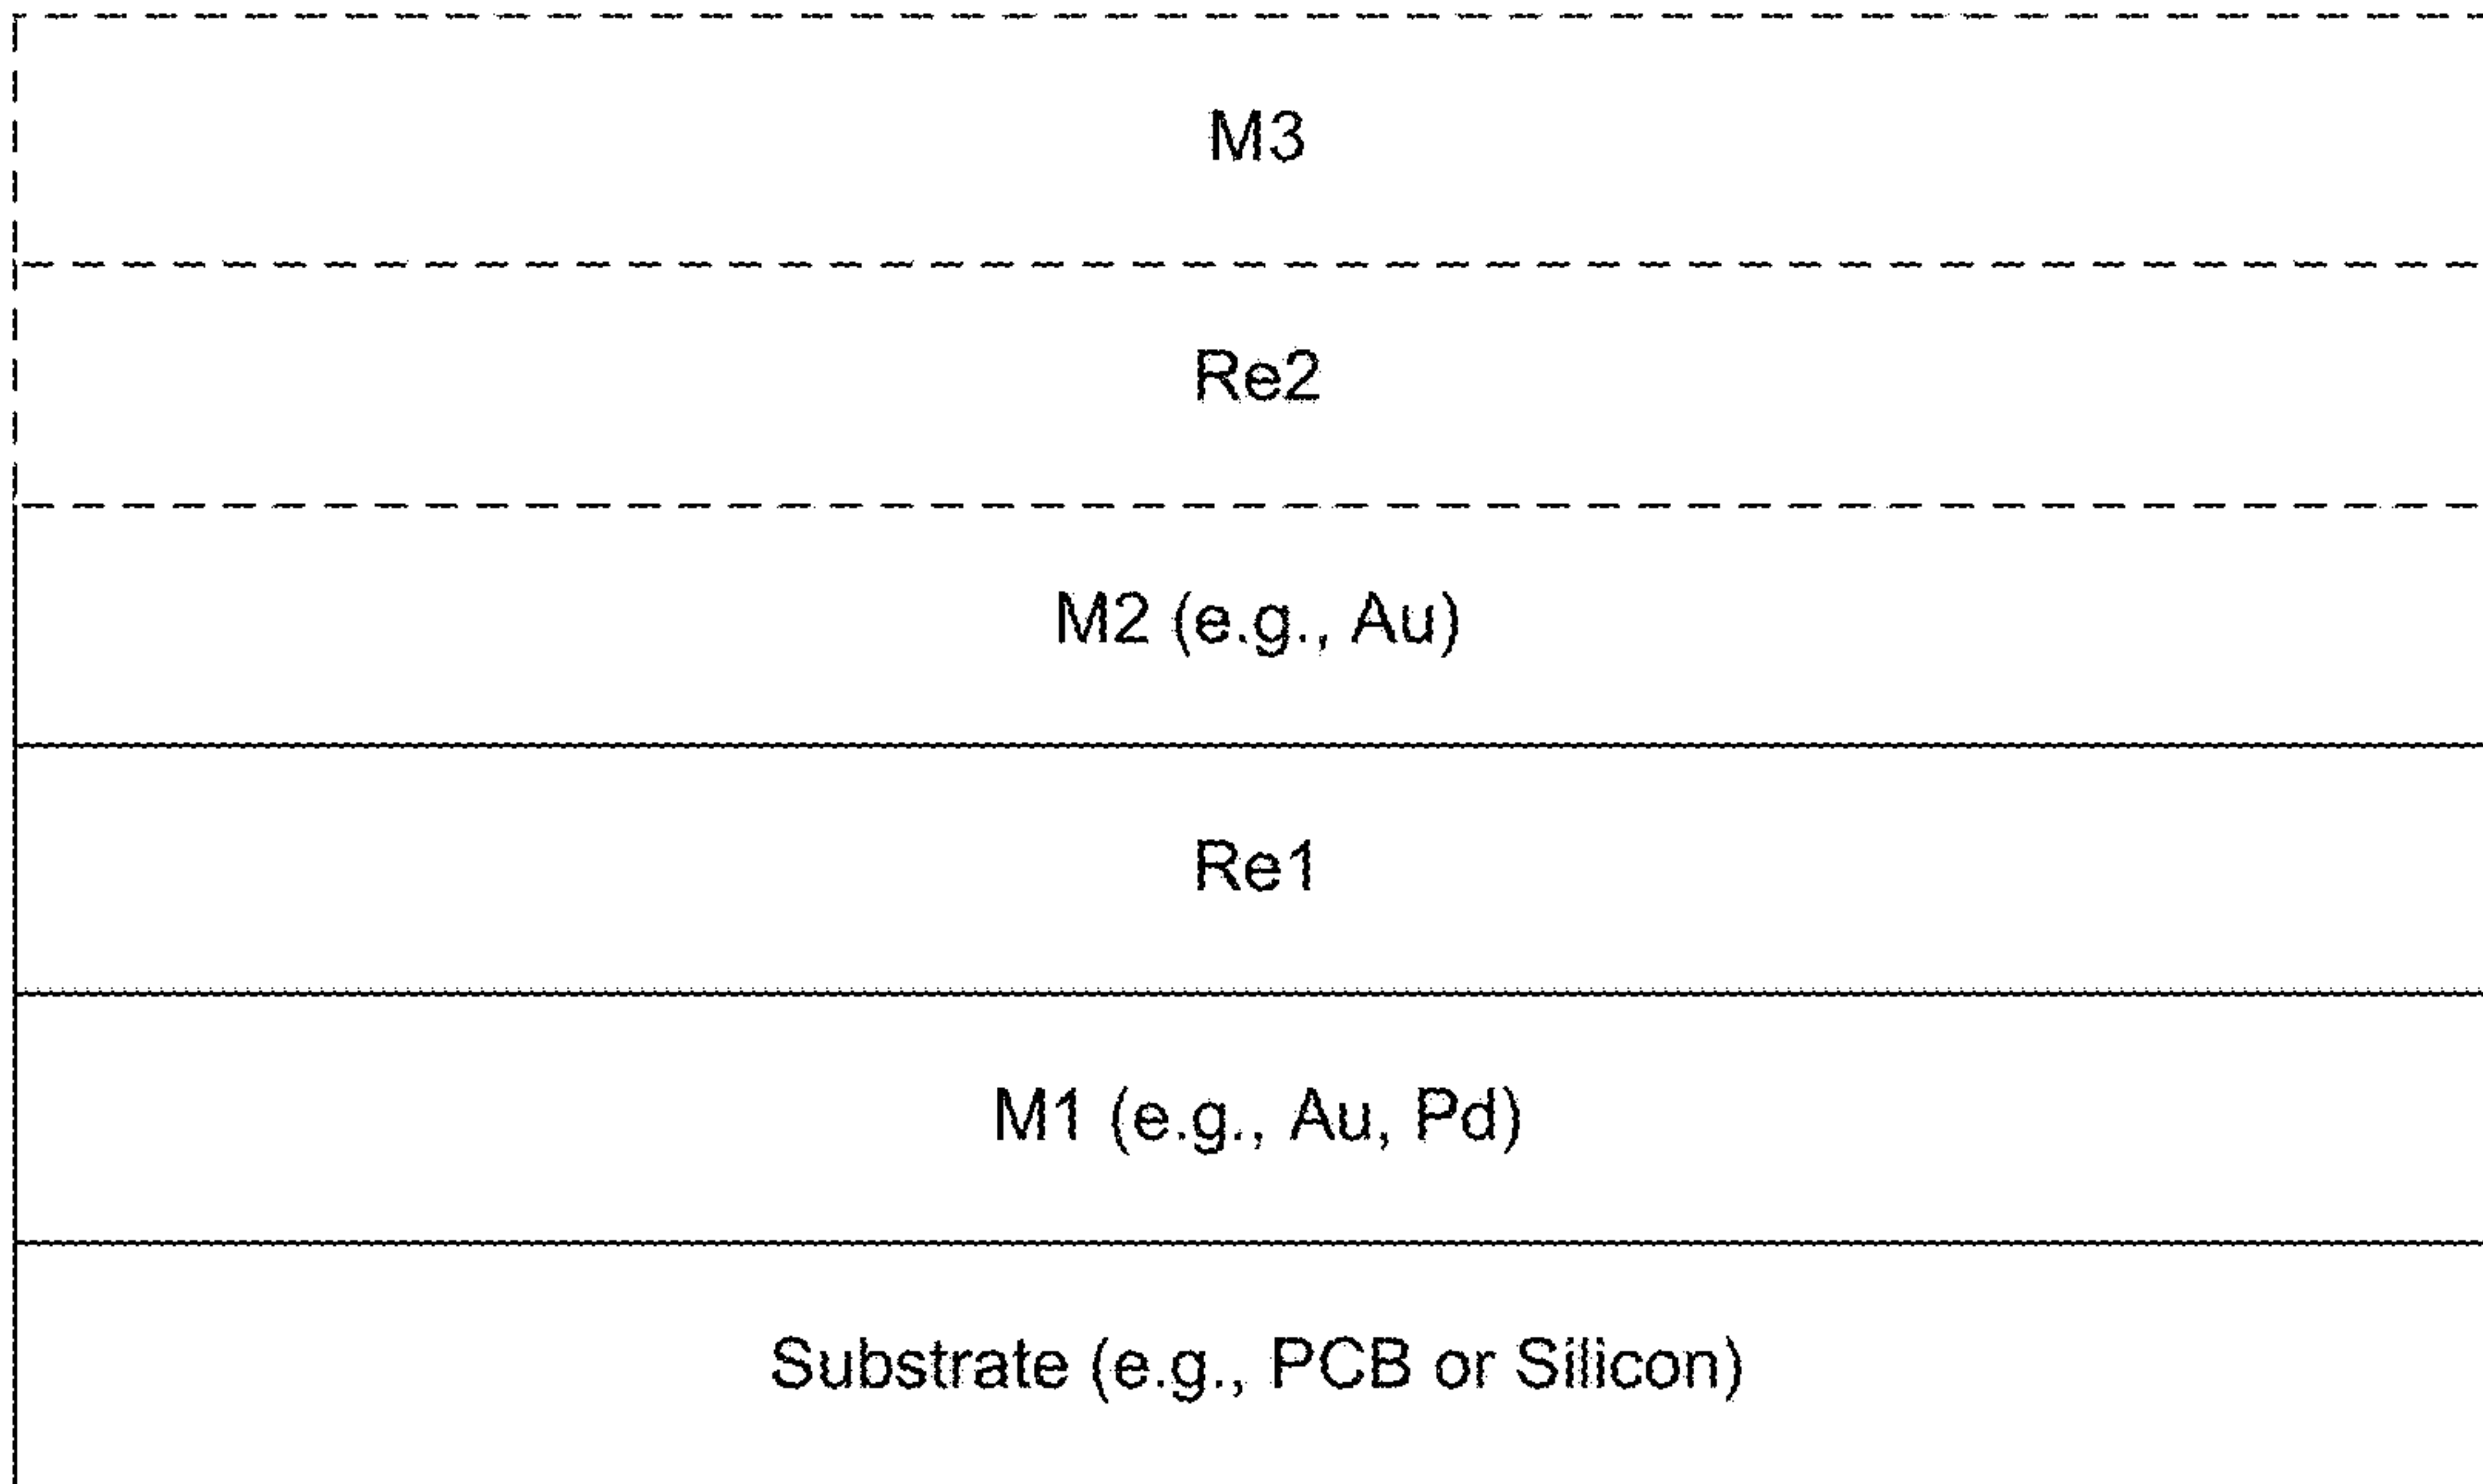 M3
Re2
M2 (e.g., Au)
Re1
M1 (e.g., Au, Pd)
Substrate (e.g., PCB or Silicon)